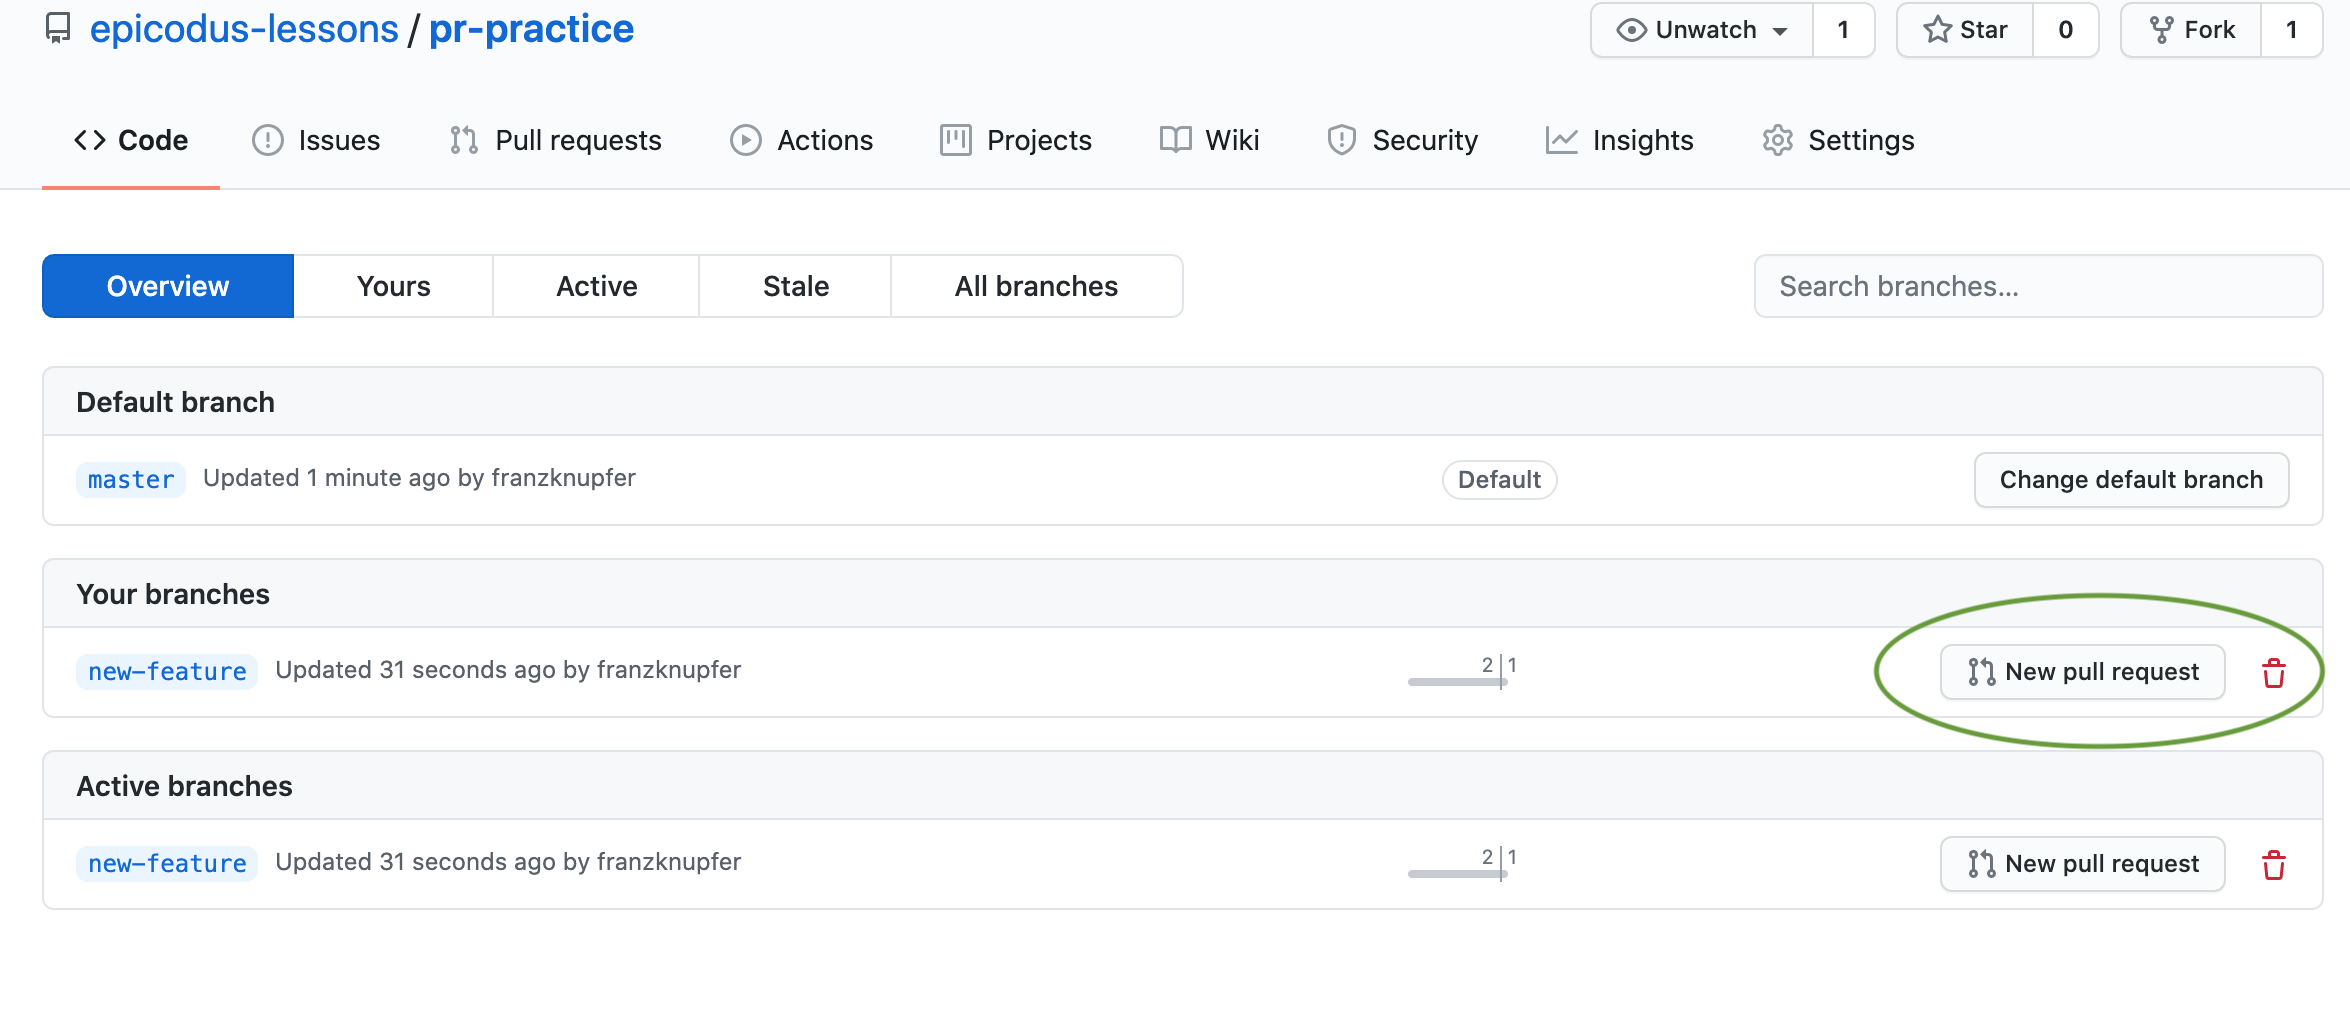 epicodus-lessons / pr-practice
Unwatch 1
Star 0
Fork 1
Code Issues Pull requests Actions Projects Wiki Security Insights Settings
Overview Yours Active Stale All branches
Search branches...
Default branch
master Updated 1 minute ago by franzknupfer Default Change default branch
Your branches
new-feature Updated 31 seconds ago by franzknupfer 2 1 New pull request
Active branches
new-feature Updated 31 seconds ago by franzknupfer 2 1 New pull request